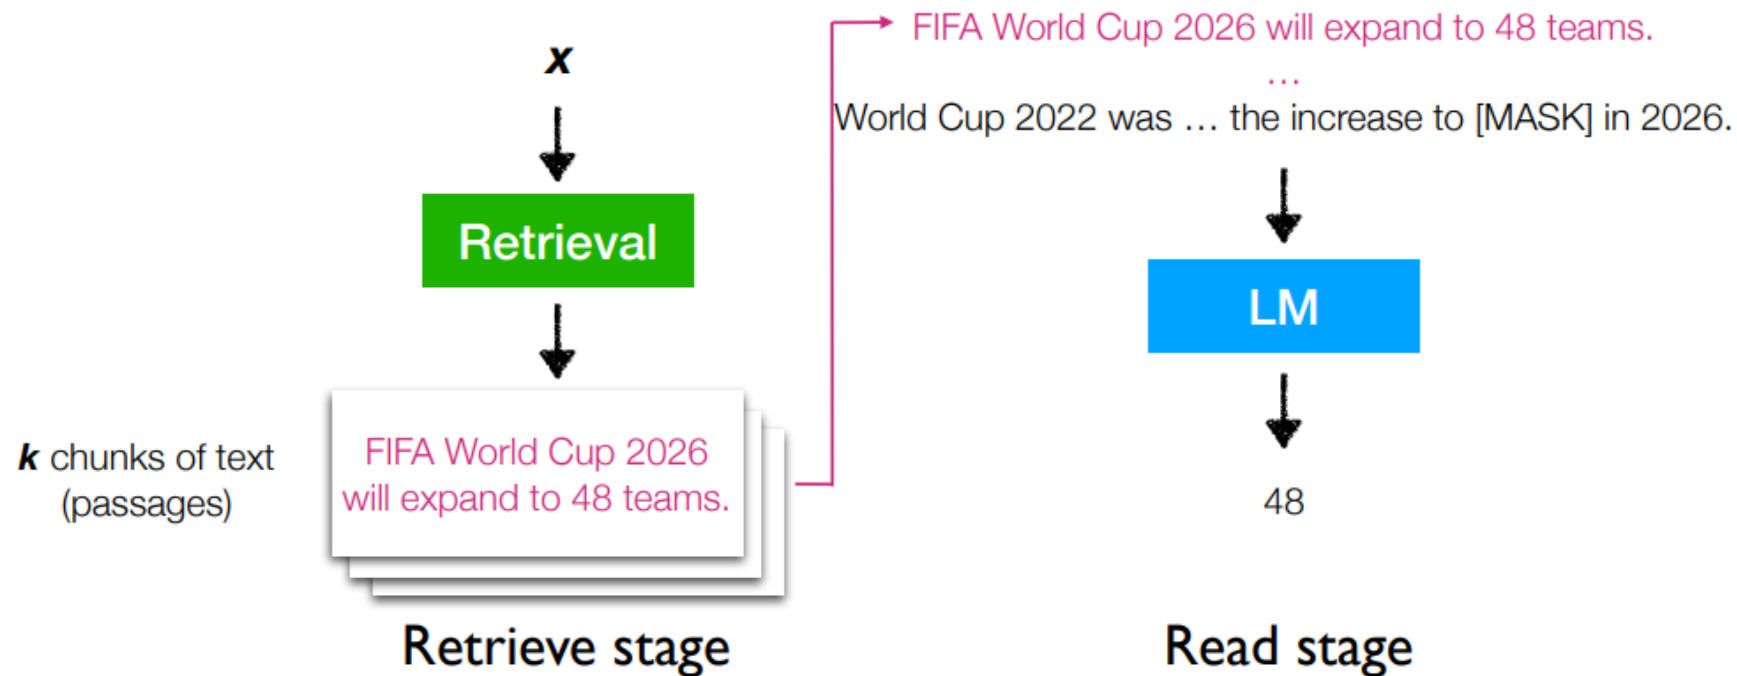 x
Retrieval
k chunks of text
(passages)
FIFA World Cup 2026
will expand to 48 teams.
Retrieve stage
FIFA World Cup 2026 will expand to 48 teams.
...
World Cup 2022 was ... the increase to [MASK] in 2026.
LM
48
Read stage